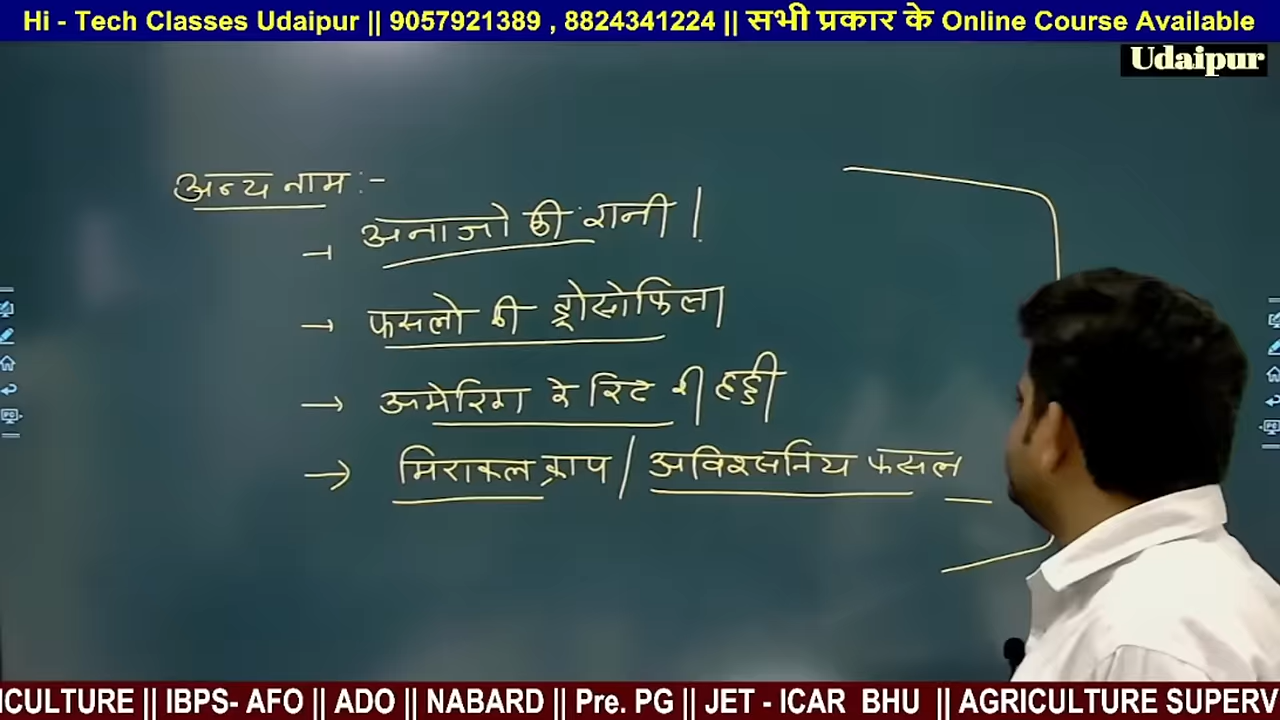 Hi - Tech Classes Udaipur || 9057921389 , 8824341224 || सभी प्रकार के Online Course Available
Udaipur
अन्य नाम :-
→ अनाजो की रानी |
→ फसलो की ड्रोसोफिला
→ अमेरिका के रिट की हड्डी
→ मिराकल क्राप / अविश्सनिय फसल
ICULTURE || IBPS- AFO || ADO || NABARD || Pre. PG || JET - ICAR BHU || AGRICULTURE SUPERV